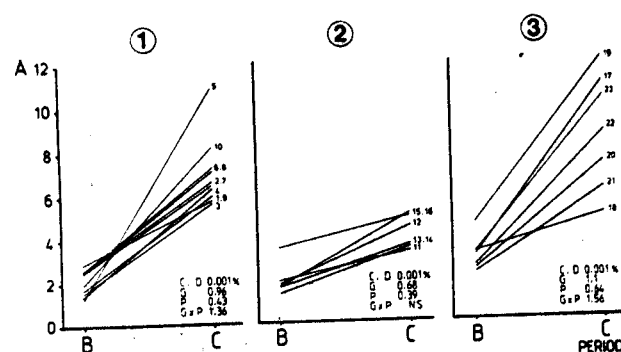 ① ② ③
A 12
10
8
6
4
2
0
5
10
6.8
2.7
4
1.9
3
C. D 0.001%
G 0.96
P 0.43
G x P 1.36
B C
15.16
12
13.14
11
C. D 0.001%
G 0.68
P 0.39
G x P NS
B C
19
17
23
22
20
21
18
C. D 0.001%
G 1.1
P 0.64
G x P 1.56
B C
PERIOD